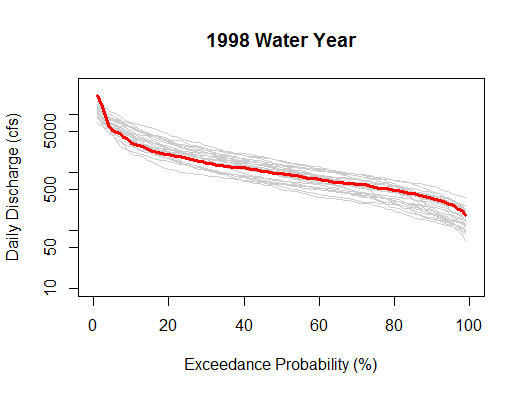 1998 Water Year
Daily Discharge (cfs)
5000
500
50
10
0 20 40 60 80 100
Exceedance Probability (%)